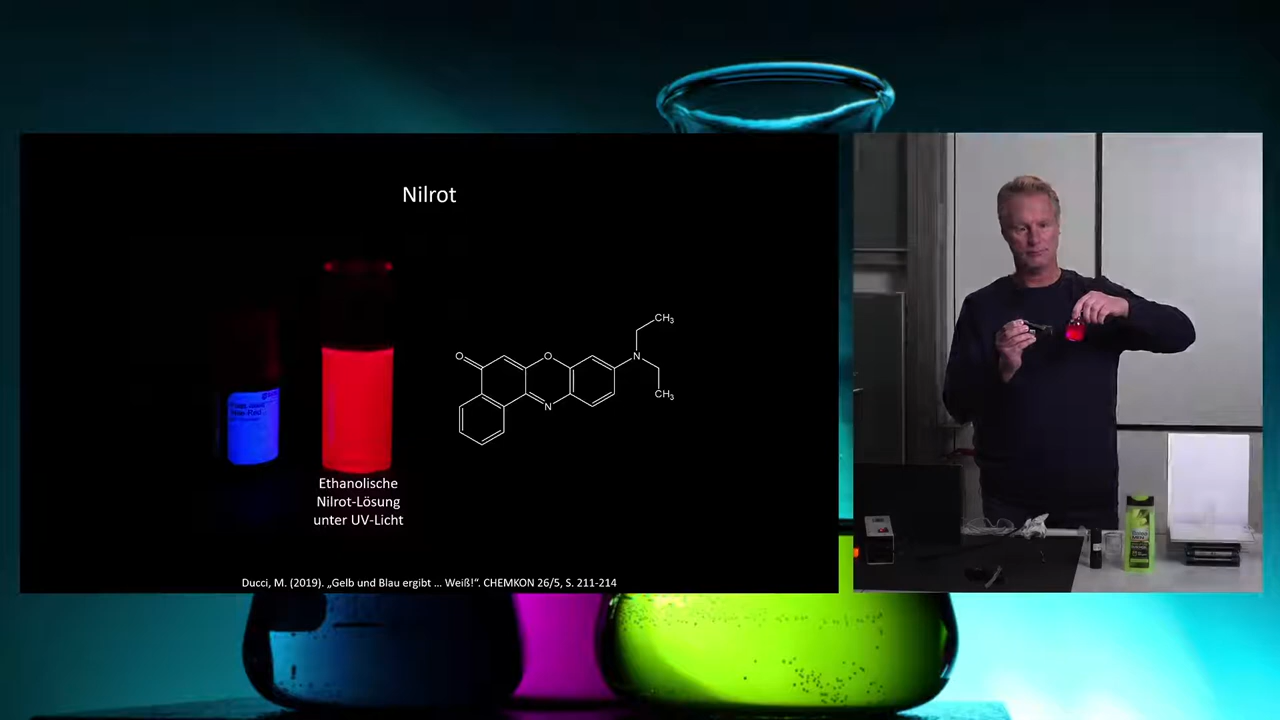 Nilrot
CH3
O
O
N
CH3
N
Ethanolische
Nilrot-Lösung
unter UV-Licht
Ducci, M. (2019). „Gelb und Blau ergibt … Weiß!“. CHEMKON 26/5, S. 211-214